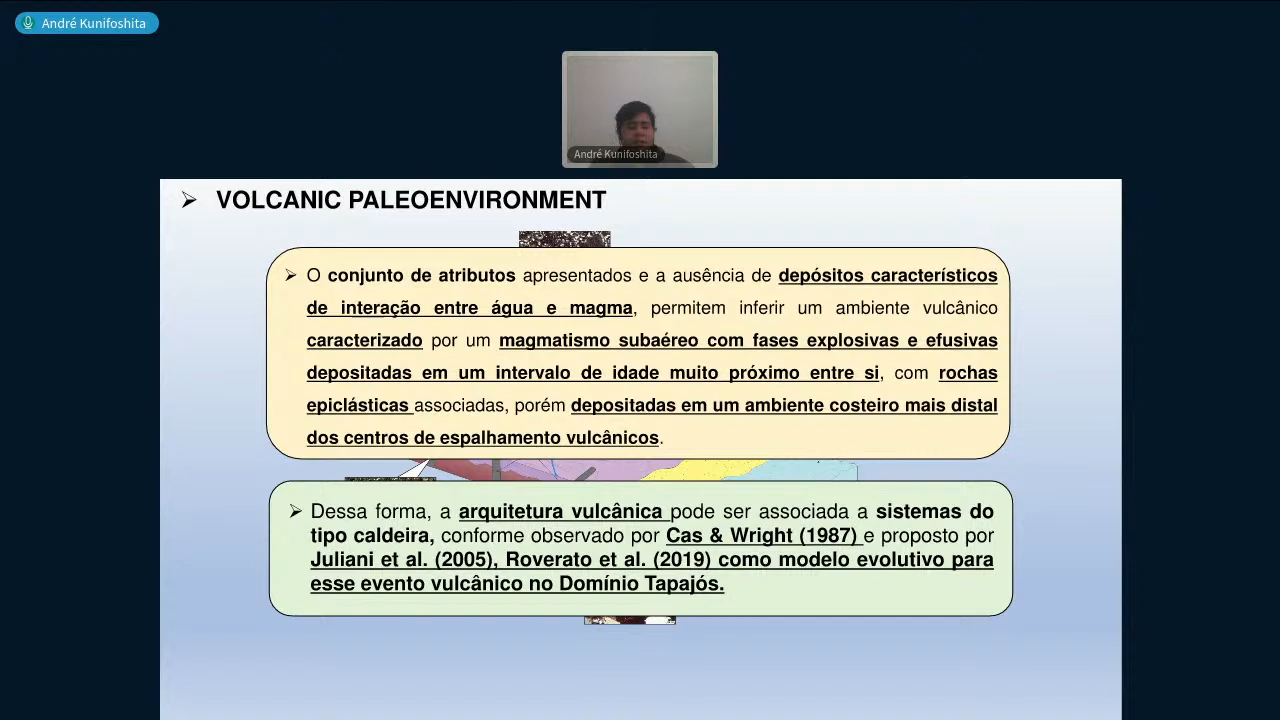 André Kunifoshita
André Kunifoshita
➢ VOLCANIC PALEOENVIRONMENT
➢ O conjunto de atributos apresentados e a ausência de depósitos característicos
de interação entre água e magma, permitem inferir um ambiente vulcânico
caracterizado por um magmatismo subaéreo com fases explosivas e efusivas
depositadas em um intervalo de idade muito próximo entre si, com rochas
epiclásticas associadas, porém depositadas em um ambiente costeiro mais distal
dos centros de espalhamento vulcânicos.
➢ Dessa forma, a arquitetura vulcânica pode ser associada a sistemas do
tipo caldeira, conforme observado por Cas & Wright (1987) e proposto por
Juliani et al. (2005), Roverato et al. (2019) como modelo evolutivo para
esse evento vulcânico no Domínio Tapajós.